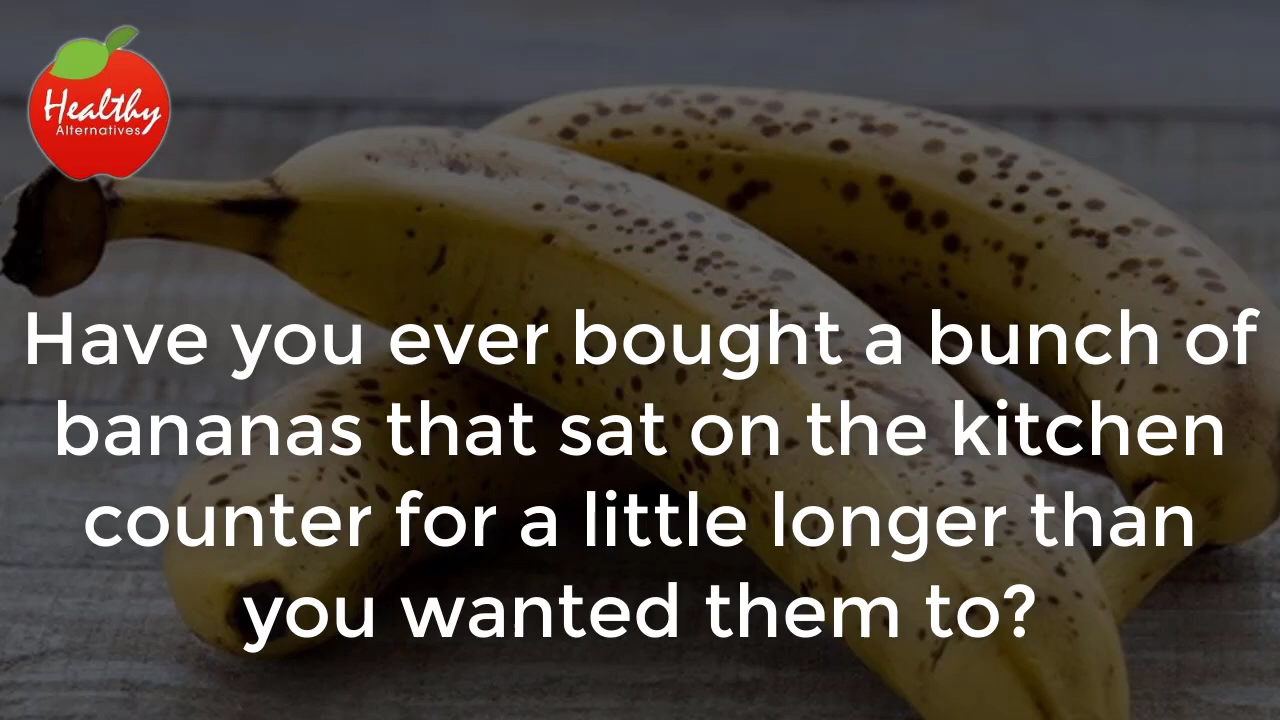 Healthy
Alternatives
Have you ever bought a bunch of
bananas that sat on the kitchen
counter for a little longer than
you wanted them to?